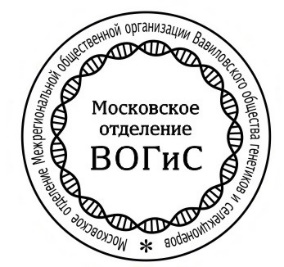 Московское отделение Межрегиональной общественной организации Вавиловского общества генетиков и селекционеров
Московское
отделение
ВОГиС
*